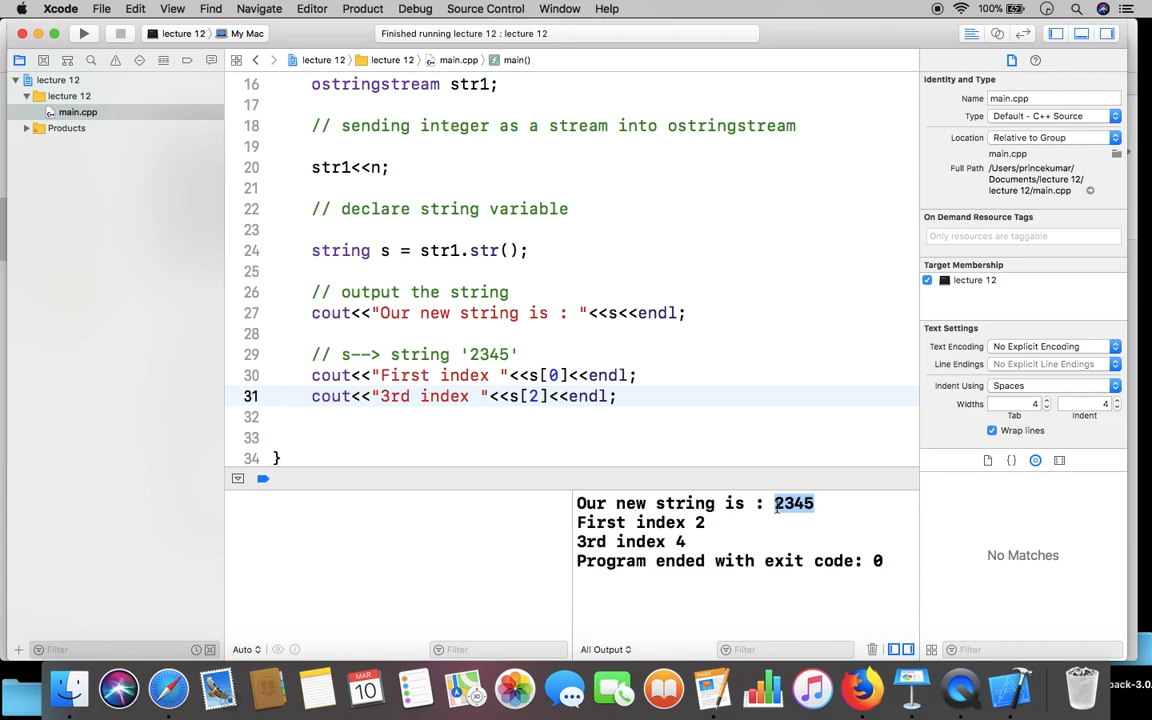 Xcode File Edit View Find Navigate Editor Product Debug Source Control Window Help 100%
lecture 12 My Mac Finished running lecture 12 : lecture 12
lecture 12 lecture 12 main.cpp main()
lecture 12
lecture 12
main.cpp
Products
16 ostringstream str1;
17
18 // sending integer as a stream into ostringstream
19
20 str1<<n;
21
22 // declare string variable
23
24 string s = str1.str();
25
26 // output the string
27 cout<<"Our new string is : "<<s<<endl;
28
29 // s--> string '2345'
30 cout<<"First index "<<s[0]<<endl;
31 cout<<"3rd index "<<s[2]<<endl;
32
33
34 }
Identity and Type
Name main.cpp
Type Default - C++ Source
Location Relative to Group
main.cpp
Full Path /Users/princekumar/
Documents/lecture 12/
lecture 12/main.cpp
On Demand Resource Tags
Only resources are taggable
Target Membership
lecture 12
Text Settings
Text Encoding No Explicit Encoding
Line Endings No Explicit Line Endings
Indent Using Spaces
Widths 4 4
Tab Indent
Wrap lines
No Matches
Our new string is : 2345
First index 2
3rd index 4
Program ended with exit code: 0
Filter
Auto
Filter
All Output
Filter
Filter
MAR
10
pack-3.0.